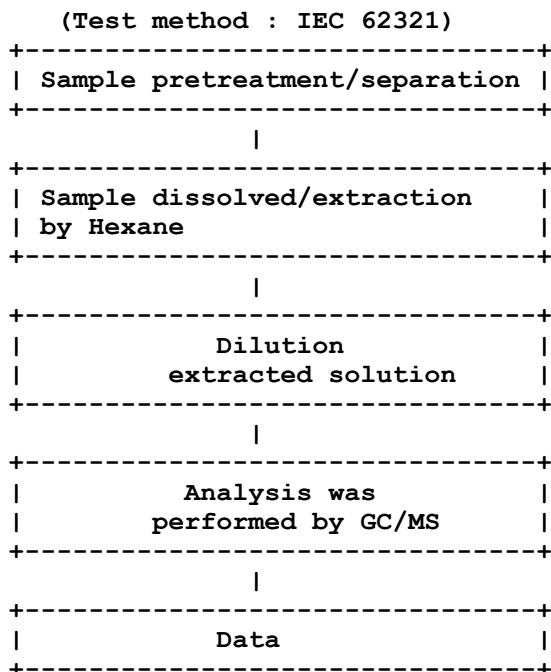 (Test method : IEC 62321)
Sample pretreatment/separation
Sample dissolved/extraction
by Hexane
Dilution
extracted solution
Analysis was
performed by GC/MS
Data